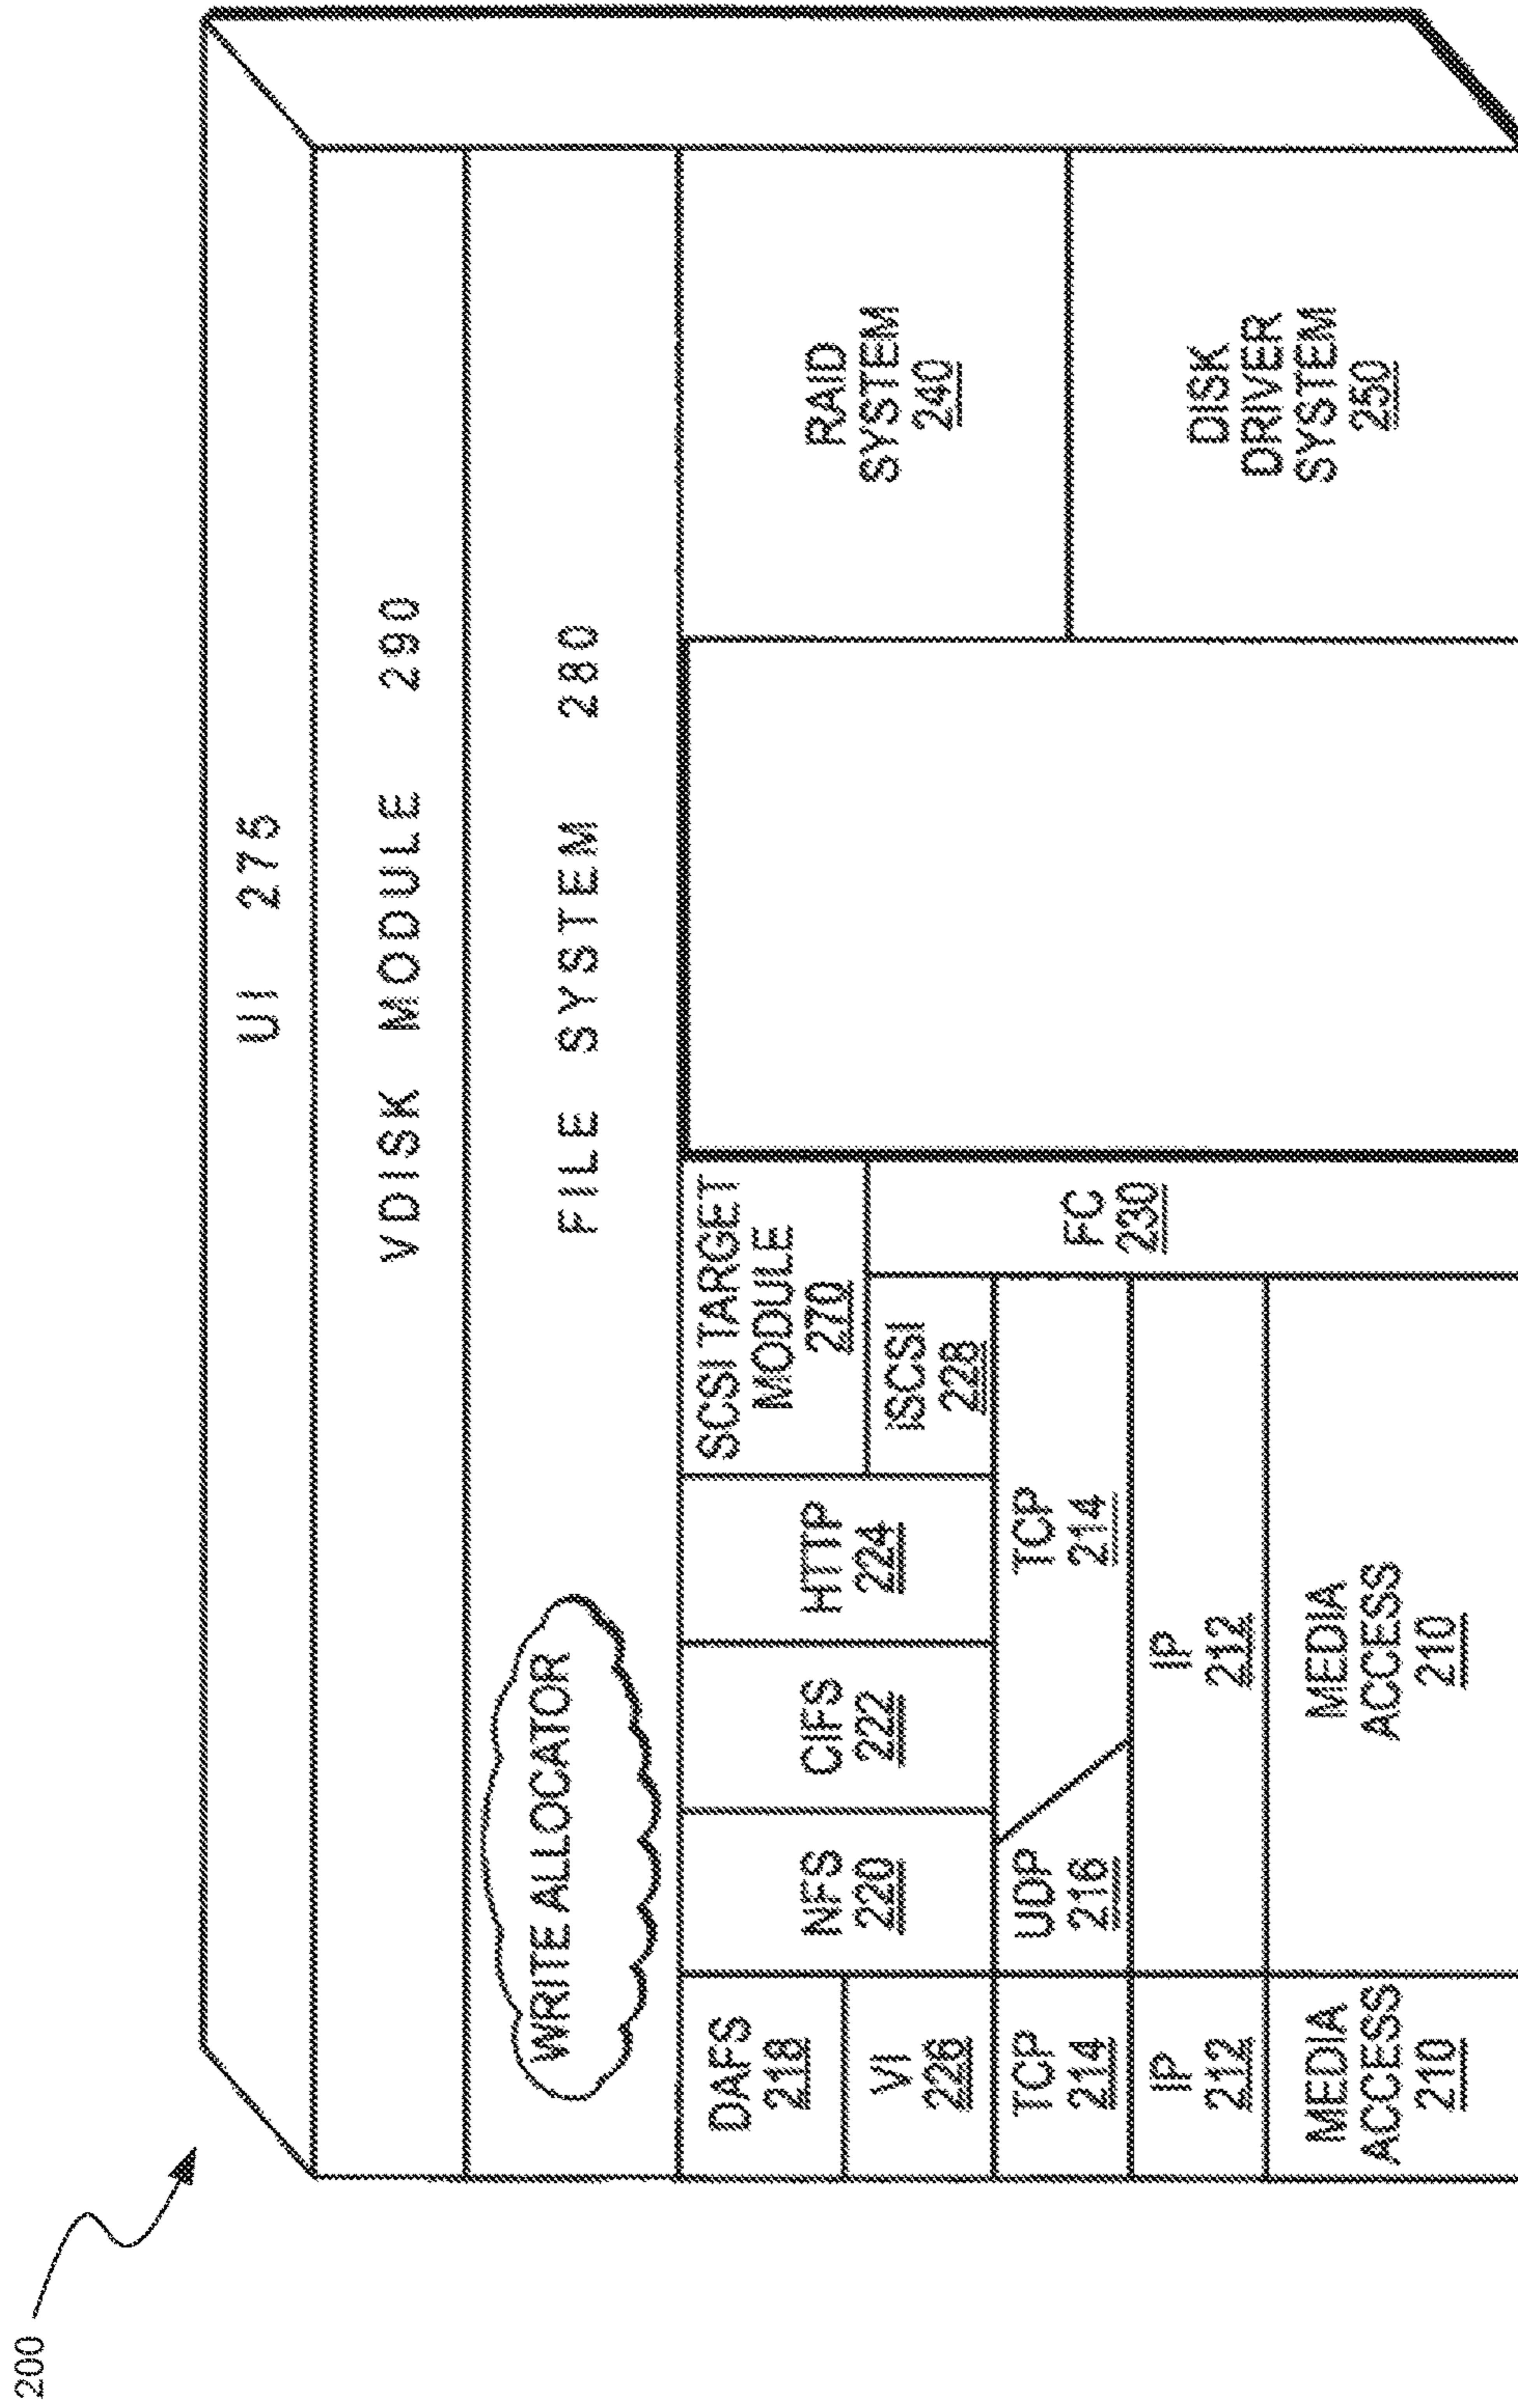 200
UI 275
VDISK MODULE 290
FILE SYSTEM 280
WRITE ALLOCATOR
DAFS
218
VI
226
TCP
214
IP
212
MEDIA
ACCESS
210
NFS
220
CIFS
222
HTTP
224
SCSI TARGET
MODULE
270
iSCSI
228
FC
230
UDP
216
TCP
214
IP
212
MEDIA
ACCESS
210
RAID
SYSTEM
240
DISK
DRIVER
SYSTEM
250